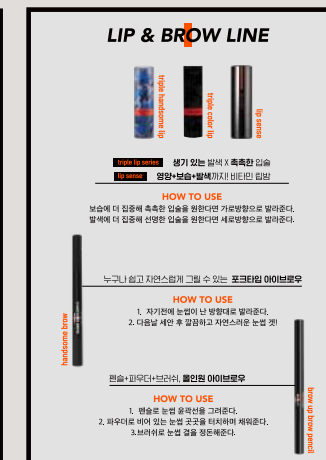 LIP & BROW LINE
triple handsome lip
triple color lip
lip sense
triple lip series 생기 있는 발색 X 촉촉한 입술
lip sense 영양+보습+발색까지! 비타민 립밤
HOW TO USE
보습에 더 집중해 촉촉한 입술을 원한다면 가로방향으로 발라준다.
발색에 더 집중해 선명한 입술을 원한다면 세로방향으로 발라준다.
handsome brow
누구나 쉽고 자연스럽게 그릴 수 있는 포크타입 아이브로우
HOW TO USE
1. 자기전에 눈썹이 난 방향대로 발라준다.
2. 다음날 세안 후 깔끔하고 자연스러운 눈썹 겟!
펜슬+파우더+브러쉬, 올인원 아이브로우
brow up brow pencil
HOW TO USE
1. 펜슬로 눈썹 윤곽선을 그려준다.
2. 파우더로 비어 있는 눈썹 곳곳을 터치하며 채워준다.
3.브러쉬로 눈썹 결을 정돈해준다.